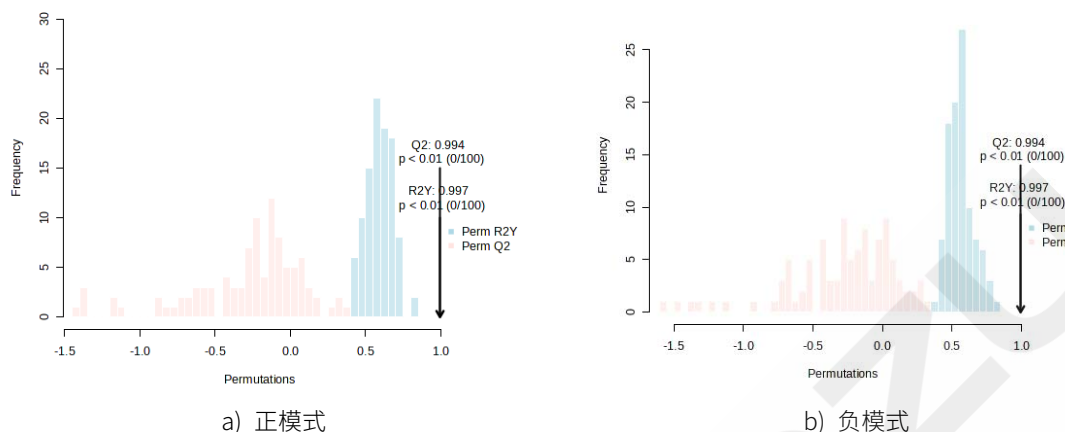 30
25
20
15
10
5
0
Frequency
Q2: 0.994
p < 0.01 (0/100)
R2Y: 0.997
p < 0.01 (0/100)
Perm R2Y
Perm Q2
-1.5 -1.0 -0.5 0.0 0.5 1.0
Permutations
a) 正模式
25
20
15
10
5
0
Frequency
Q2: 0.994
p < 0.01 (0/100)
R2Y: 0.997
p < 0.01 (0/100)
Perm
Perm
-1.5 -1.0 -0.5 0.0 0.5 1.0
Permutations
b) 负模式